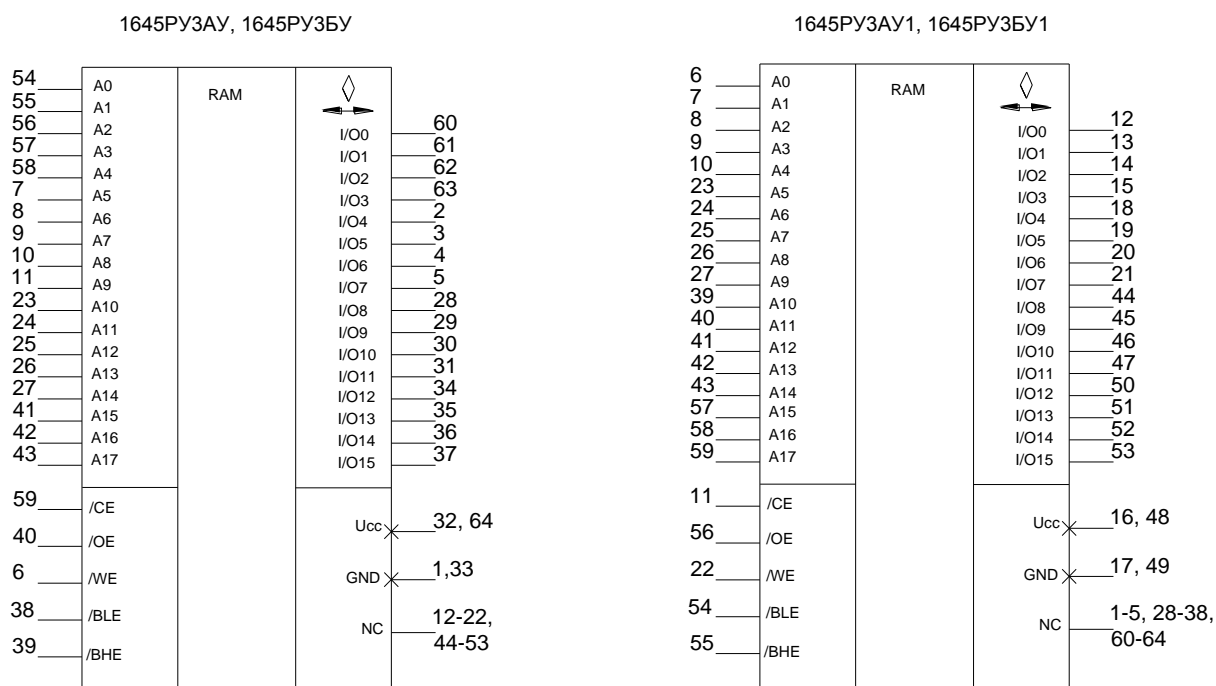 1645РУ3АУ, 1645РУ3БУ
54 A0 RAM
55 A1
56 A2 I/O0 60
57 A3 I/O1 61
58 A4 I/O2 62
7 A5 I/O3 63
8 A6 I/O4 2
9 A7 I/O5 3
10 A8 I/O6 4
11 A9 I/O7 5
23 A10 I/O8 28
24 A11 I/O9 29
25 A12 I/O10 30
26 A13 I/O11 31
27 A14 I/O12 34
41 A15 I/O13 35
42 A16 I/O14 36
43 A17 I/O15 37
59 /CE
40 /OE Ucc 32, 64
6 /WE GND 1,33
38 /BLE NC 12-22,
44-53
39 /BHE
1645РУ3АУ1, 1645РУ3БУ1
6 A0 RAM
7 A1
8 A2 I/O0 12
9 A3 I/O1 13
10 A4 I/O2 14
23 A5 I/O3 15
24 A6 I/O4 18
25 A7 I/O5 19
26 A8 I/O6 20
27 A9 I/O7 21
39 A10 I/O8 44
40 A11 I/O9 45
41 A12 I/O10 46
42 A13 I/O11 47
43 A14 I/O12 50
57 A15 I/O13 51
58 A16 I/O14 52
59 A17 I/O15 53
11 /CE
56 /OE Ucc 16, 48
22 /WE GND 17, 49
54 /BLE NC 1-5, 28-38,
60-64
55 /BHE